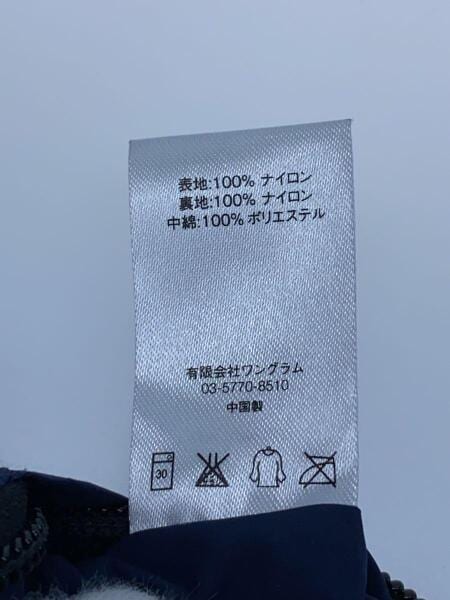 表地:100% ナイロン
裏地:100% ナイロン
中綿:100% ポリエステル
有限会社ワングラム
03-5770-8510
中国製
30